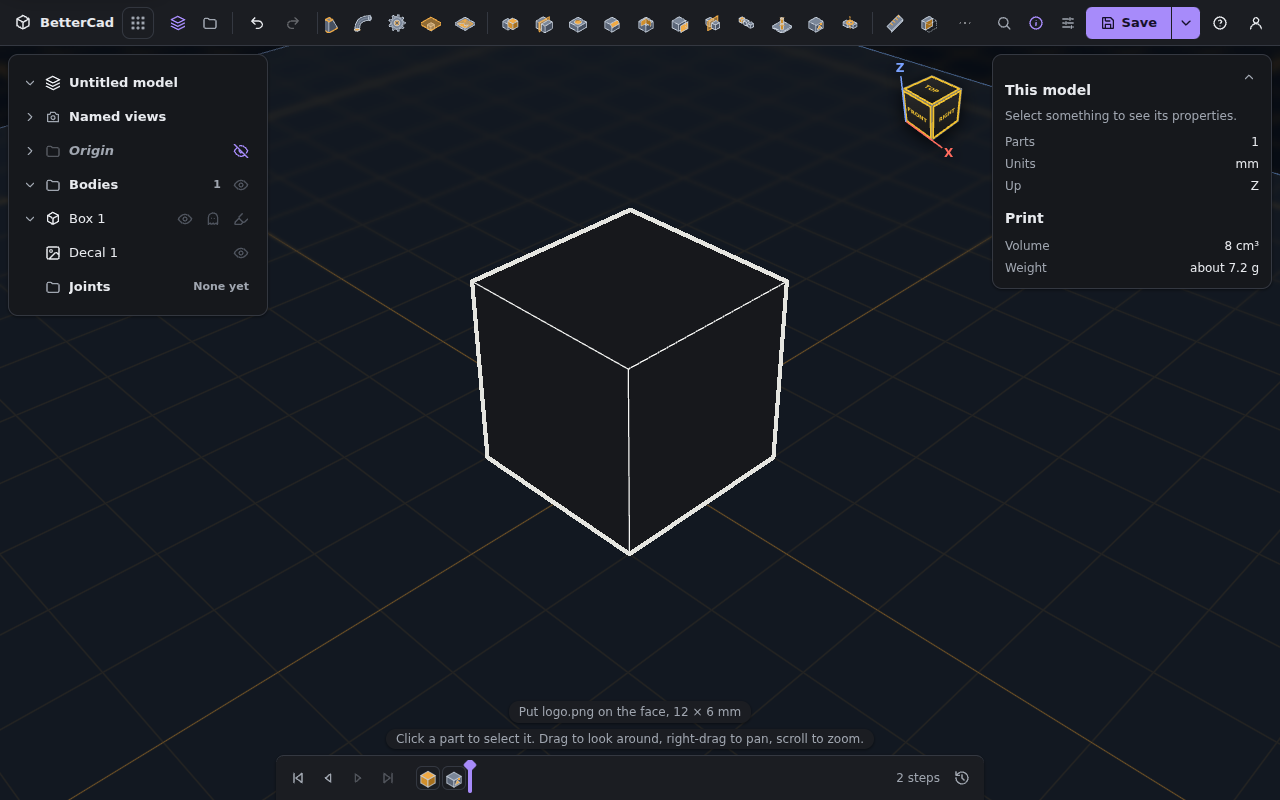 BetterCad
Save
Untitled model
Named views
Origin
Bodies 1
Box 1
Decal 1
Joints None yet
Z
TOP
FRONT
RIGHT
X
This model
Select something to see its properties.
Parts 1
Units mm
Up Z
Print
Volume 8 cm³
Weight about 7.2 g
Put logo.png on the face, 12 × 6 mm
Click a part to select it. Drag to look around, right-drag to pan, scroll to zoom.
2 steps